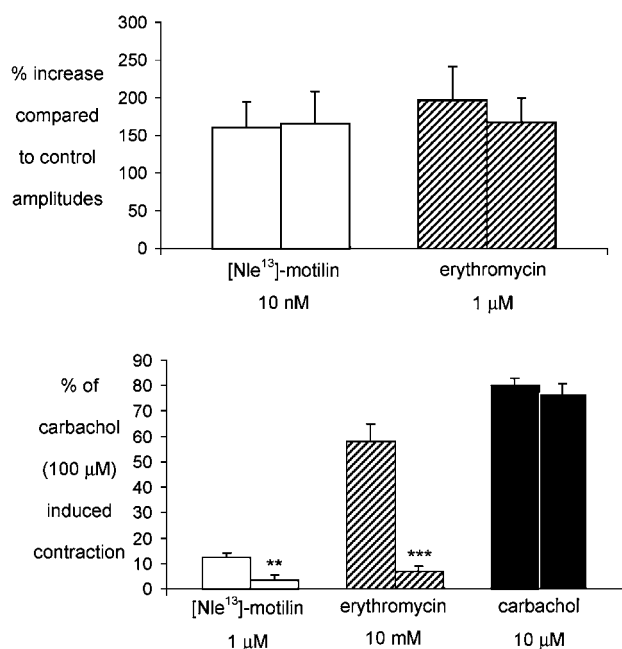 300
250
200
150
100
50
0
% increase
compared
to control
amplitudes
[Nle¹³]-motilin
erythromycin
10 nM
1 µM
90
80
70
60
50
40
30
20
10
0
% of
carbachol
(100 µM)
induced
contraction
**
***
[Nle¹³]-motilin
erythromycin
carbachol
1 µM
10 mM
10 µM